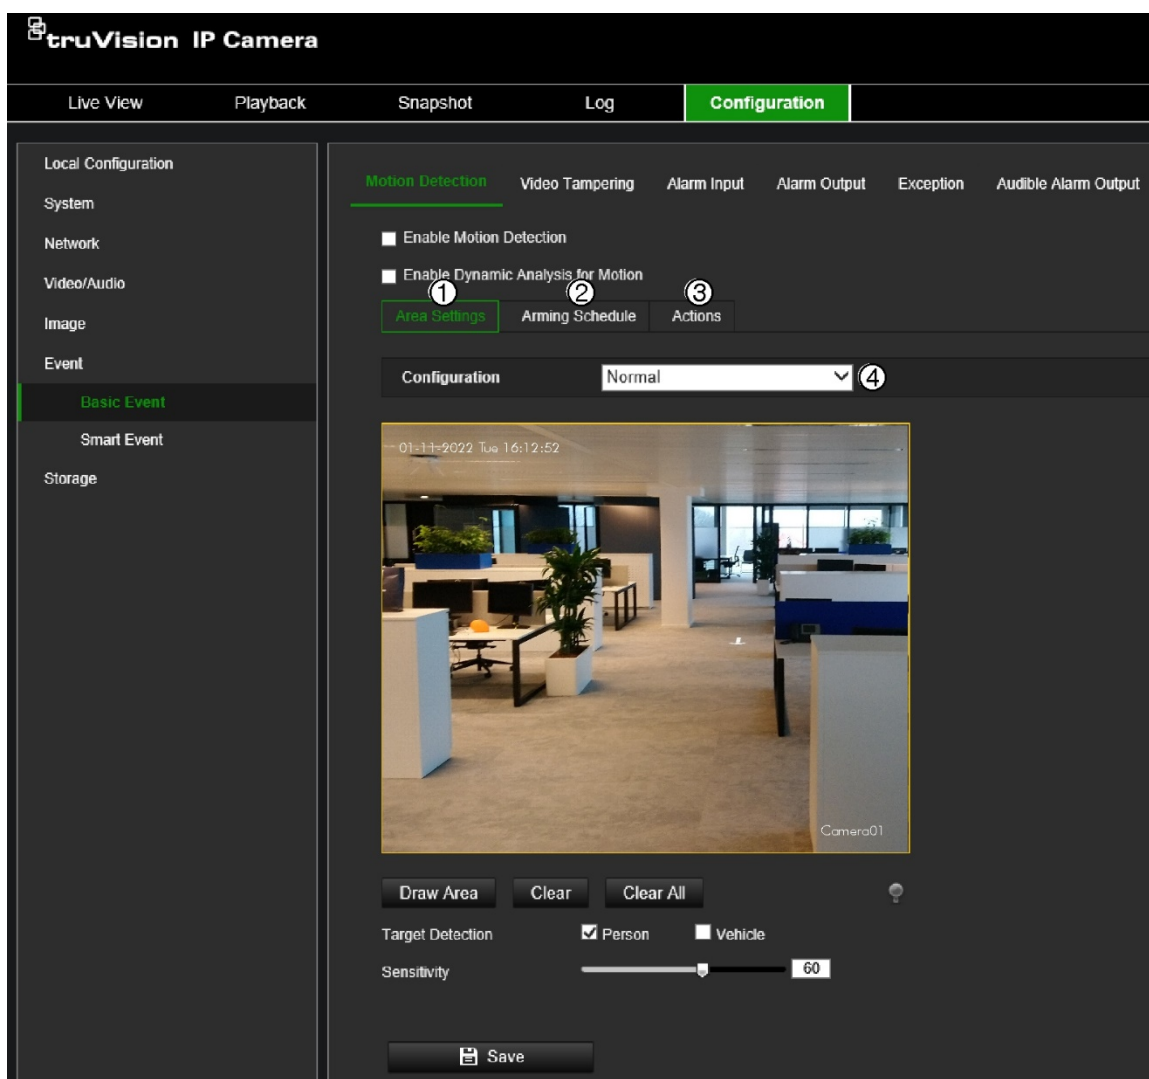 truVision IP Camera
Live View Playback Snapshot Log Configuration
Local Configuration
System
Network
Video/Audio
Image
Event
Basic Event
Smart Event
Storage
Motion Detection Video Tampering Alarm Input Alarm Output Exception Audible Alarm Output
Enable Motion Detection
Enable Dynamic Analysis for Motion
① ② ③
Area Settings Arming Schedule Actions
Configuration Normal ④
01-11-2022 Tue 16:12:52
Camera01
Draw Area Clear Clear All
Target Detection Person Vehicle
Sensitivity 60
Save